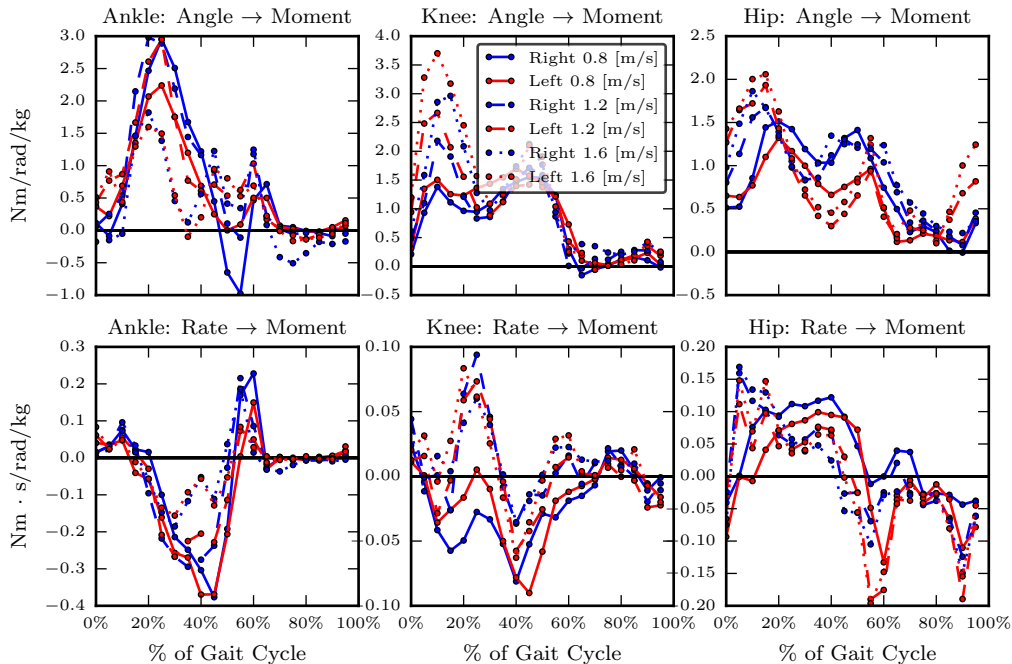 Ankle: Angle → Moment
Knee: Angle → Moment
Hip: Angle → Moment
Nm/rad/kg
3.0
2.5
2.0
1.5
1.0
0.5
0.0
−0.5
−1.0
4.0
3.5
3.0
2.5
2.0
1.5
1.0
0.5
0.0
−0.5
Right 0.8 [m/s]
Left 0.8 [m/s]
Right 1.2 [m/s]
Left 1.2 [m/s]
Right 1.6 [m/s]
Left 1.6 [m/s]
2.5
2.0
1.5
1.0
0.5
0.0
−0.5
Ankle: Rate → Moment
Knee: Rate → Moment
Hip: Rate → Moment
Nm · s/rad/kg
0.3
0.2
0.1
0.0
−0.1
−0.2
−0.3
−0.4
0% 20% 40% 60% 80% 100%
% of Gait Cycle
0.10
0.05
0.00
−0.05
−0.10
0% 20% 40% 60% 80% 100%
% of Gait Cycle
0.20
0.15
0.10
0.05
0.00
−0.05
−0.10
−0.15
−0.20
0% 20% 40% 60% 80% 100%
% of Gait Cycle